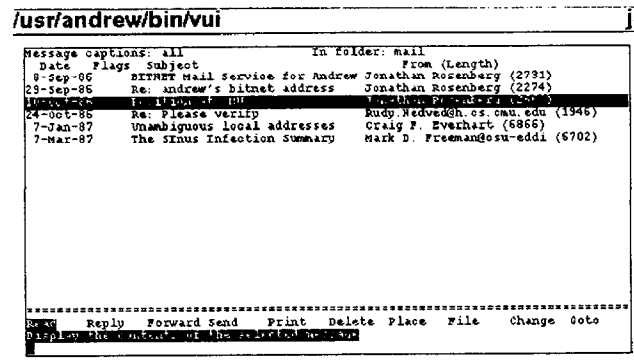 /usr/andrew/bin/vui
Message captions: all In folder: mail
Date Flags Subject From (Length)
8-Sep-86 BITNET Mail Service for Andrew Jonathan Rosenberg (2731)
29-Sep-86 Re: andrew's bitnet address Jonathan Rosenberg (2274)
Jonathan Rosenberg
24-Oct-86 Re: Please verify Rudy.Nedved@h.cs.cmu.edu (1946)
7-Jan-87 Unambiguous local addresses Craig F. Everhart (6866)
7-Mar-87 The SInus Infection Summary Mark D. Freeman@osu-eddi (6702)
Read Reply Forward Send Print Delete Place File Change Goto
Display the contents of the selected message